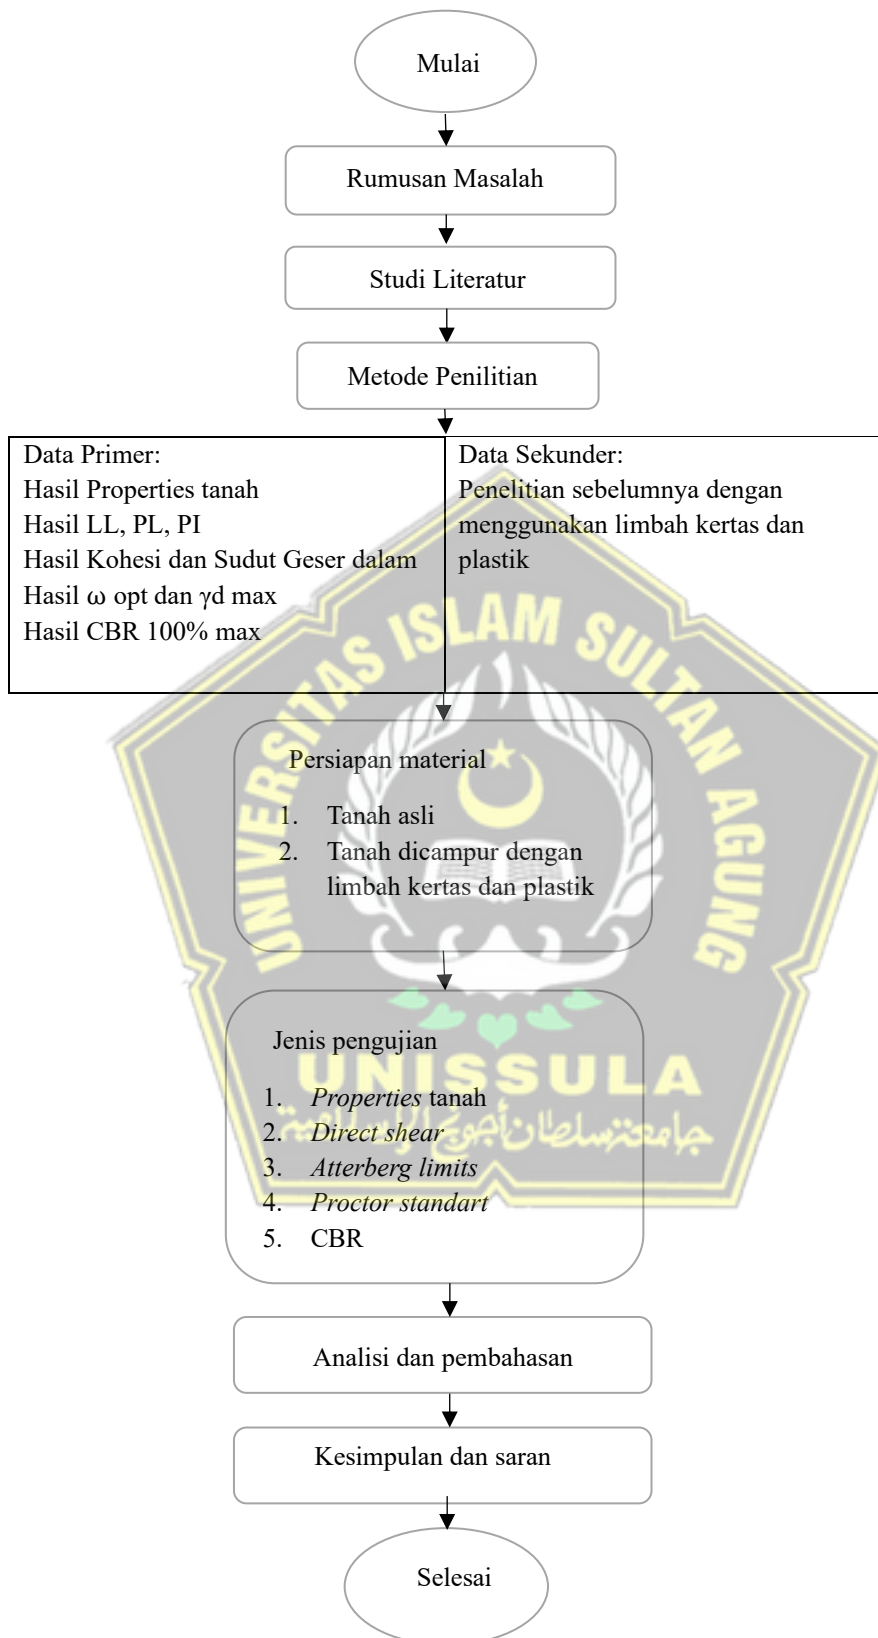 Mulai
Rumusan Masalah
Studi Literatur
Metode Penilitian
Data Primer:
Hasil Properties tanah
Hasil LL, PL, PI
Hasil Kohesi dan Sudut Geser dalam
Hasil ω opt dan γd max
Hasil CBR 100% max
Data Sekunder:
Penelitian sebelumnya dengan
menggunakan limbah kertas dan
plastik
UNIVERSITAS ISLAM SULTAN AGUNG
Persiapan material
1. Tanah asli
2. Tanah dicampur dengan
limbah kertas dan plastik
Jenis pengujian
UNISSULA
جامعة سلطان أجونج الإسلامية
1. Properties tanah
2. Direct shear
3. Atterberg limits
4. Proctor standart
5. CBR
Analisi dan pembahasan
Kesimpulan dan saran
Selesai